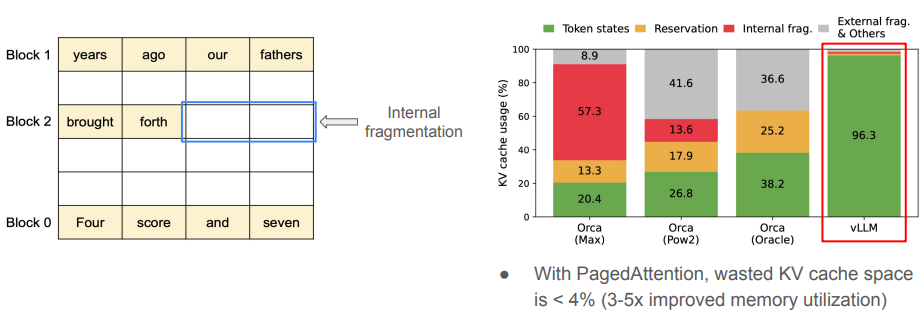 Block 1 years ago our fathers
Block 2 brought forth
Internal
fragmentation
Block 0 Four score and seven
Token states Reservation Internal frag. External frag.
& Others
KV cache usage (%)
100
80
60
40
20
0
8.9
57.3
13.3
20.4
41.6
13.6
17.9
26.8
36.6
25.2
38.2
96.3
Orca
(Max)
Orca
(Pow2)
Orca
(Oracle)
vLLM
● With PagedAttention, wasted KV cache space
is < 4% (3-5x improved memory utilization)